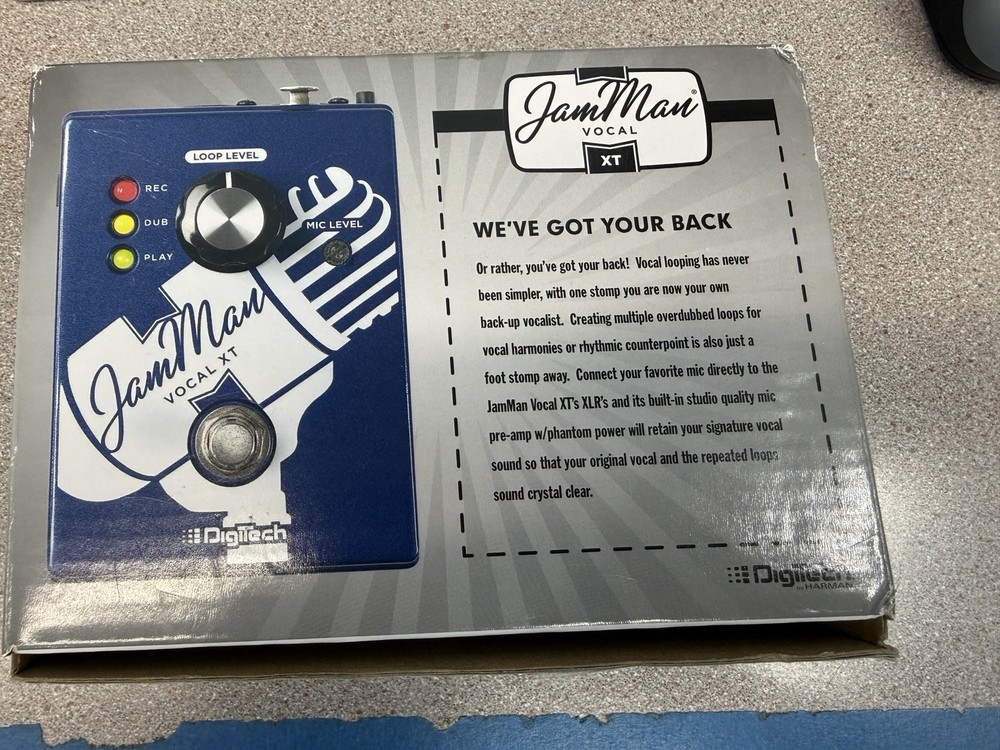 LOOP LEVEL
REC
DUB
PLAY
MIC LEVEL
JamMan
VOCAL XT
DigiTech
JamMan®
VOCAL
XT
WE'VE GOT YOUR BACK
Or rather, you've got your back! Vocal looping has never
been simpler, with one stomp you are now your own
back-up vocalist. Creating multiple overdubbed loops for
vocal harmonies or rhythmic counterpoint is also just a
foot stomp away. Connect your favorite mic directly to the
JamMan Vocal XT's XLR's and its built-in studio quality mic
pre-amp w/phantom power will retain your signature vocal
sound so that your original vocal and the repeated loops
sound crystal clear.
DigiTech
by HARMAN